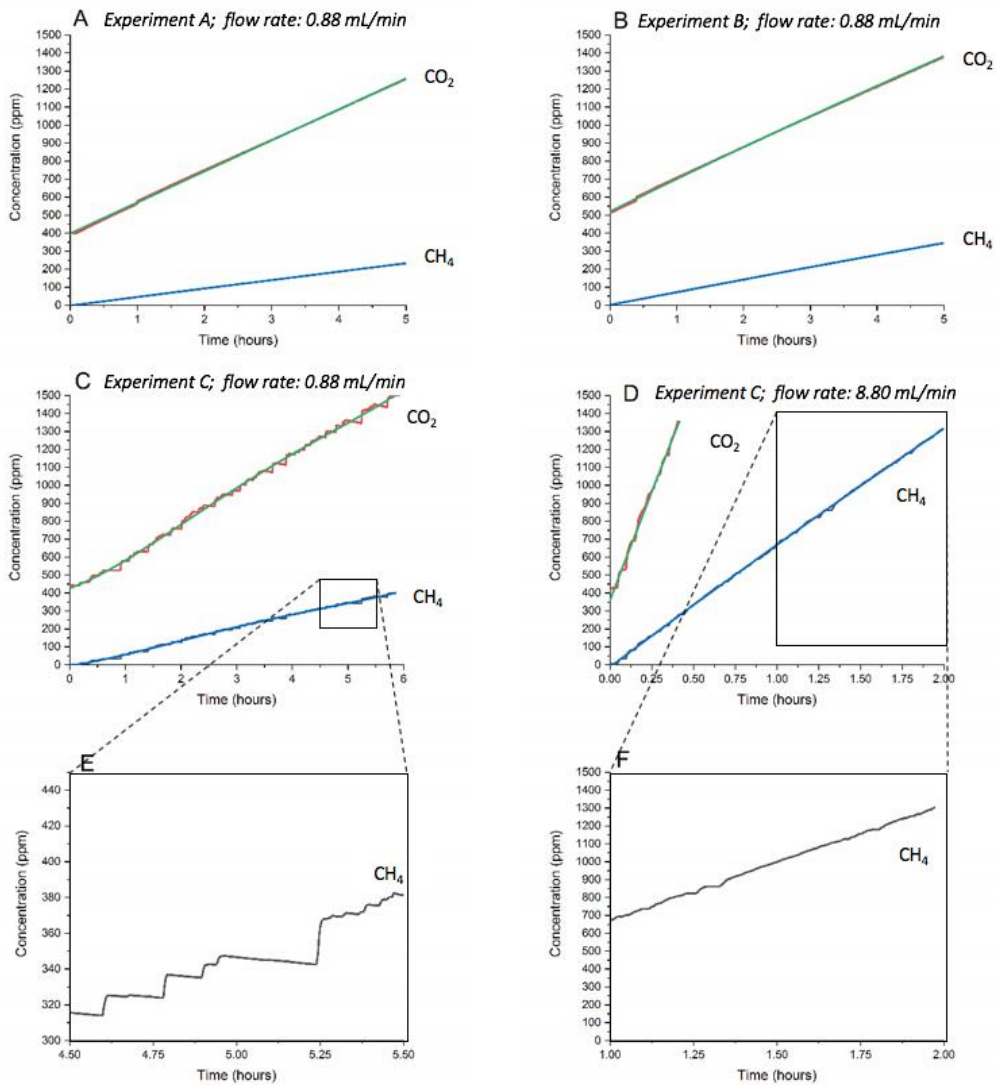 A Experiment A; flow rate: 0.88 mL/min
1500
1400
1300
1200
1100
1000
900
800
700
600
500
400
300
200
100
0
Concentration (ppm)
CO₂
CH₄
0 1 2 3 4 5
Time (hours)
B Experiment B; flow rate: 0.88 mL/min
1500
1400
1300
1200
1100
1000
900
800
700
600
500
400
300
200
100
0
Concentration (ppm)
CO₂
CH₄
0 1 2 3 4 5
Time (hours)
C Experiment C; flow rate: 0.88 mL/min
1500
1400
1300
1200
1100
1000
900
800
700
600
500
400
300
200
100
0
Concentration (ppm)
CO₂
CH₄
0 1 2 3 4 5 6
Time (hours)
D Experiment C; flow rate: 8.80 mL/min
1500
1400
1300
1200
1100
1000
900
800
700
600
500
400
300
200
100
0
Concentration (ppm)
CO₂
CH₄
0.00 0.25 0.50 0.75 1.00 1.25 1.50 1.75 2.00
Time (hours)
E
440
420
400
380
360
340
320
300
Concentration (ppm)
CH₄
4.50 4.75 5.00 5.25 5.50
Time (hours)
F
1500
1400
1300
1200
1100
1000
900
800
700
600
500
400
300
200
100
0
Concentration (ppm)
CH₄
1.00 1.25 1.50 1.75 2.00
Time (hours)